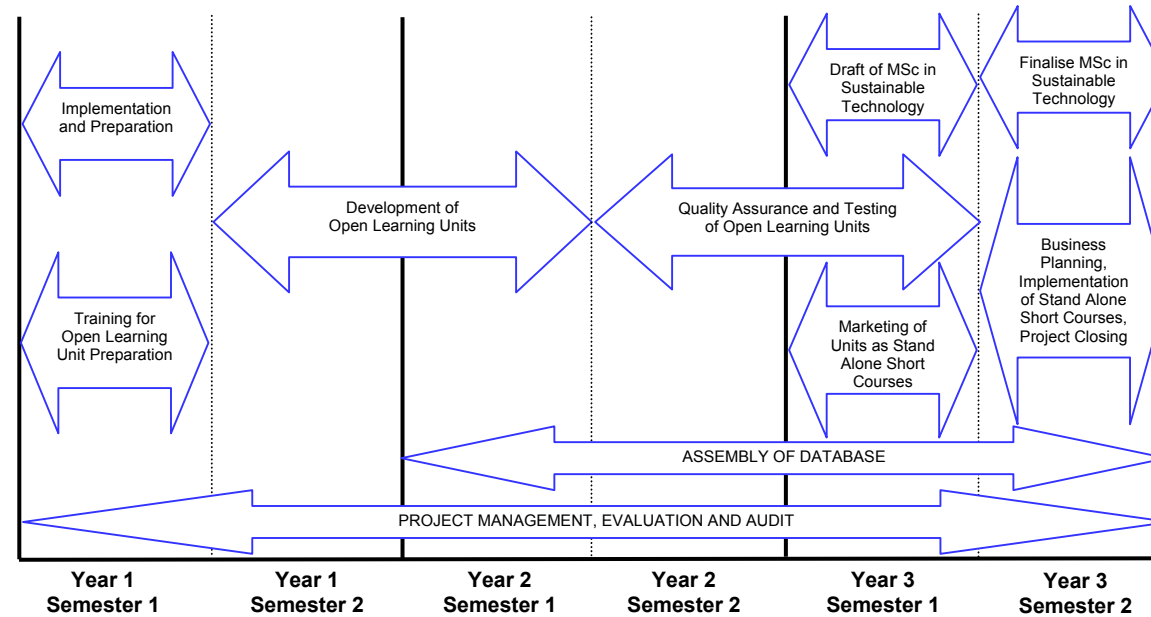 Implementation
and Preparation
Training for
Open Learning
Unit Preparation
Development of
Open Learning Units
Quality Assurance and Testing
of Open Learning Units
Draft of MSc in
Sustainable
Technology
Finalise MSc in
Sustainable
Technology
Marketing of
Units as Stand
Alone Short
Courses
Business
Planning,
Implementation
of Stand Alone
Short Courses,
Project Closing
ASSEMBLY OF DATABASE
PROJECT MANAGEMENT, EVALUATION AND AUDIT
Year 1
Semester 1
Year 1
Semester 2
Year 2
Semester 1
Year 2
Semester 2
Year 3
Semester 1
Year 3
Semester 2